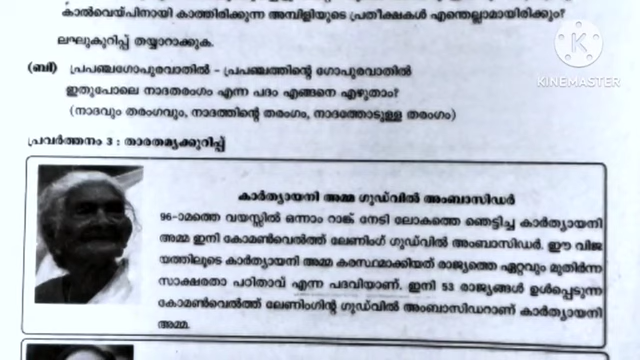 കാൽവെയ്പിനായി കാത്തിരിക്കുന്ന അമ്പിളിയുടെ പ്രതീക്ഷകൾ എന്തെല്ലാമായിരിക്കും?
ലഘുകുറിപ്പ് തയ്യാറാക്കുക.
(ബി) പ്രപഞ്ചഗോപുരവാതിൽ – പ്രപഞ്ചത്തിന്റെ ഗോപുരവാതിൽ
ഇതുപോലെ നാദതരംഗം എന്ന പദം എങ്ങനെ എഴുതാം?
(നാദവും തരംഗവും, നാദത്തിന്റെ തരംഗം, നാദത്തോടുള്ള തരംഗം)
പ്രവർത്തനം 3 : താരതമ്യക്കുറിപ്പ്
കാർത്യായനി അമ്മ ഗുഡ്‌വിൽ അംബാസിഡർ
96-ാമത്തെ വയസ്സിൽ ഒന്നാം റാങ്ക് നേടി ലോകത്തെ ഞെട്ടിച്ച കാർത്യായനി
അമ്മ ഇനി കോമൺവെൽത്ത് ലേണിംഗ് ഗുഡ്‌വിൽ അംബാസിഡർ. ഈ വിജ
യത്തിലൂടെ കാർത്യായനി അമ്മ കരസ്ഥമാക്കിയത് രാജ്യത്തെ ഏറ്റവും മുതിർന്ന
സാക്ഷരതാ പഠിതാവ് എന്ന പദവിയാണ്. ഇനി 53 രാജ്യങ്ങൾ ഉൾപ്പെടുന്ന
കോമൺവെൽത്ത് ലേണിംഗിന്റ ഗുഡ്‌വിൽ അംബാസിഡറാണ് കാർത്യായനി
അമ്മ.
KINEMASTER